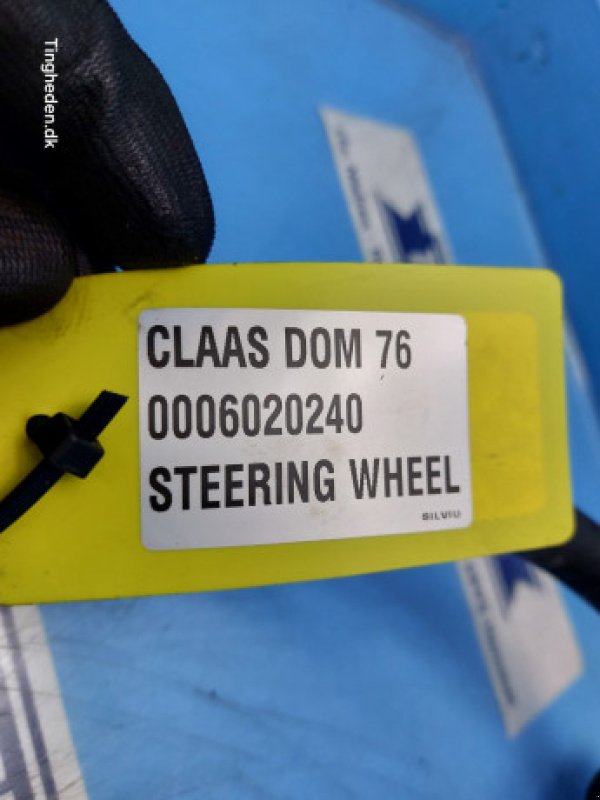 Tingheden.dk
CLAAS DOM 76
0006020240
STEERING WHEEL
SILVIU